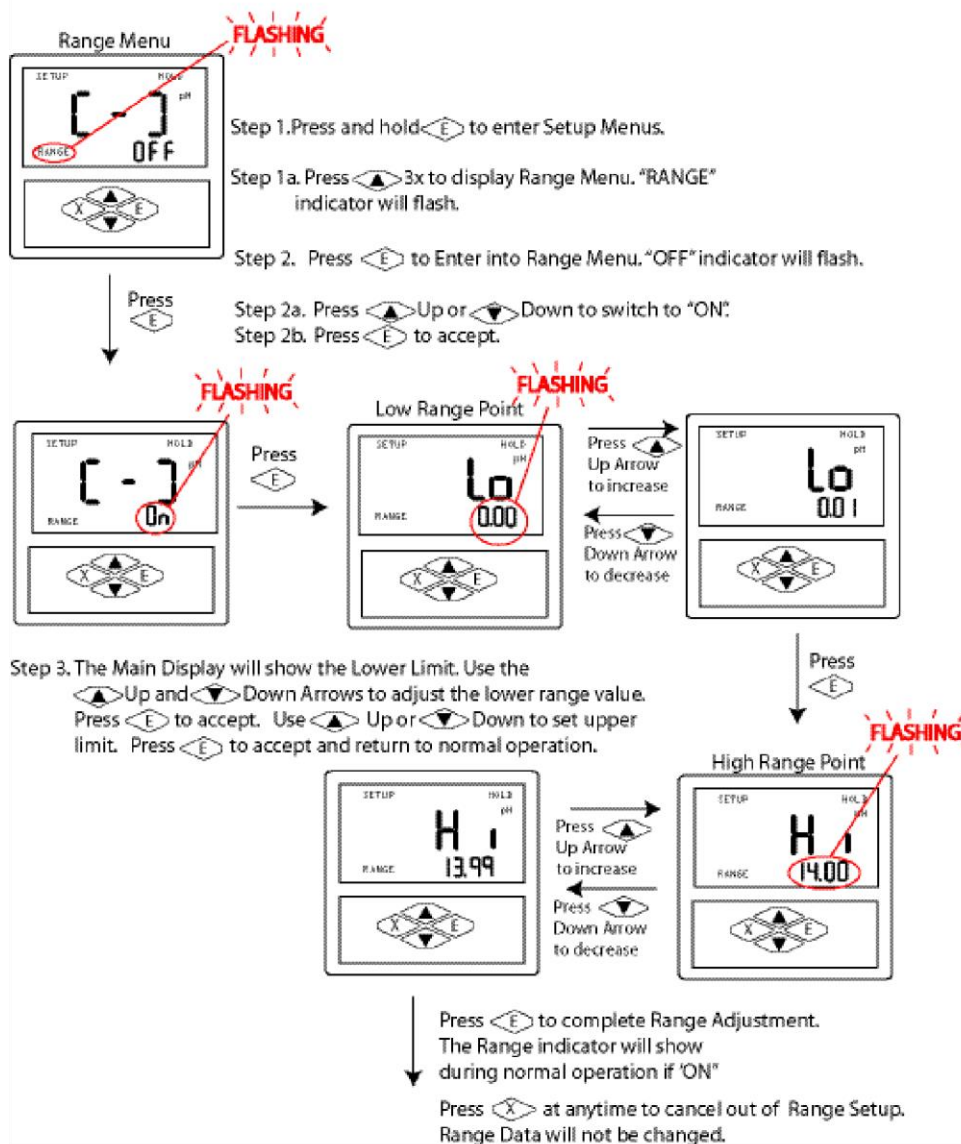 FLASHING
Range Menu
SETUP HOLD
[ - ] pH
RANGE OFF
X E
Step 1.Press and hold E to enter Setup Menus.
Step 1a. Press ▲ 3x to display Range Menu. "RANGE"
indicator will flash.
Step 2. Press E to Enter into Range Menu. "OFF" indicator will flash.
Step 2a. Press ▲ Up or ▼ Down to switch to "ON".
Step 2b. Press E to accept.
Press
E
FLASHING
SETUP HOLD
[ - ] pH
RANGE On
X E
Press
E
FLASHING
Low Range Point
SETUP HOLD
pH
Lo
RANGE 0.00
X E
Press ▲
Up Arrow
to increase
Press ▼
Down Arrow
to decrease
SETUP HOLD
pH
Lo
RANGE 0.01
X E
Step 3. The Main Display will show the Lower Limit. Use the
▲ Up and ▼ Down Arrows to adjust the lower range value.
Press E to accept. Use ▲ Up or ▼ Down to set upper
limit. Press E to accept and return to normal operation.
Press
E
FLASHING
High Range Point
SETUP HOLD
pH
Hi
RANGE 14.00
X E
Press ▲
Up Arrow
to increase
Press ▼
Down Arrow
to decrease
SETUP HOLD
pH
Hi
RANGE 13.99
X E
Press E to complete Range Adjustment.
The Range indicator will show
during normal operation if 'ON"
Press X at anytime to cancel out of Range Setup.
Range Data will not be changed.